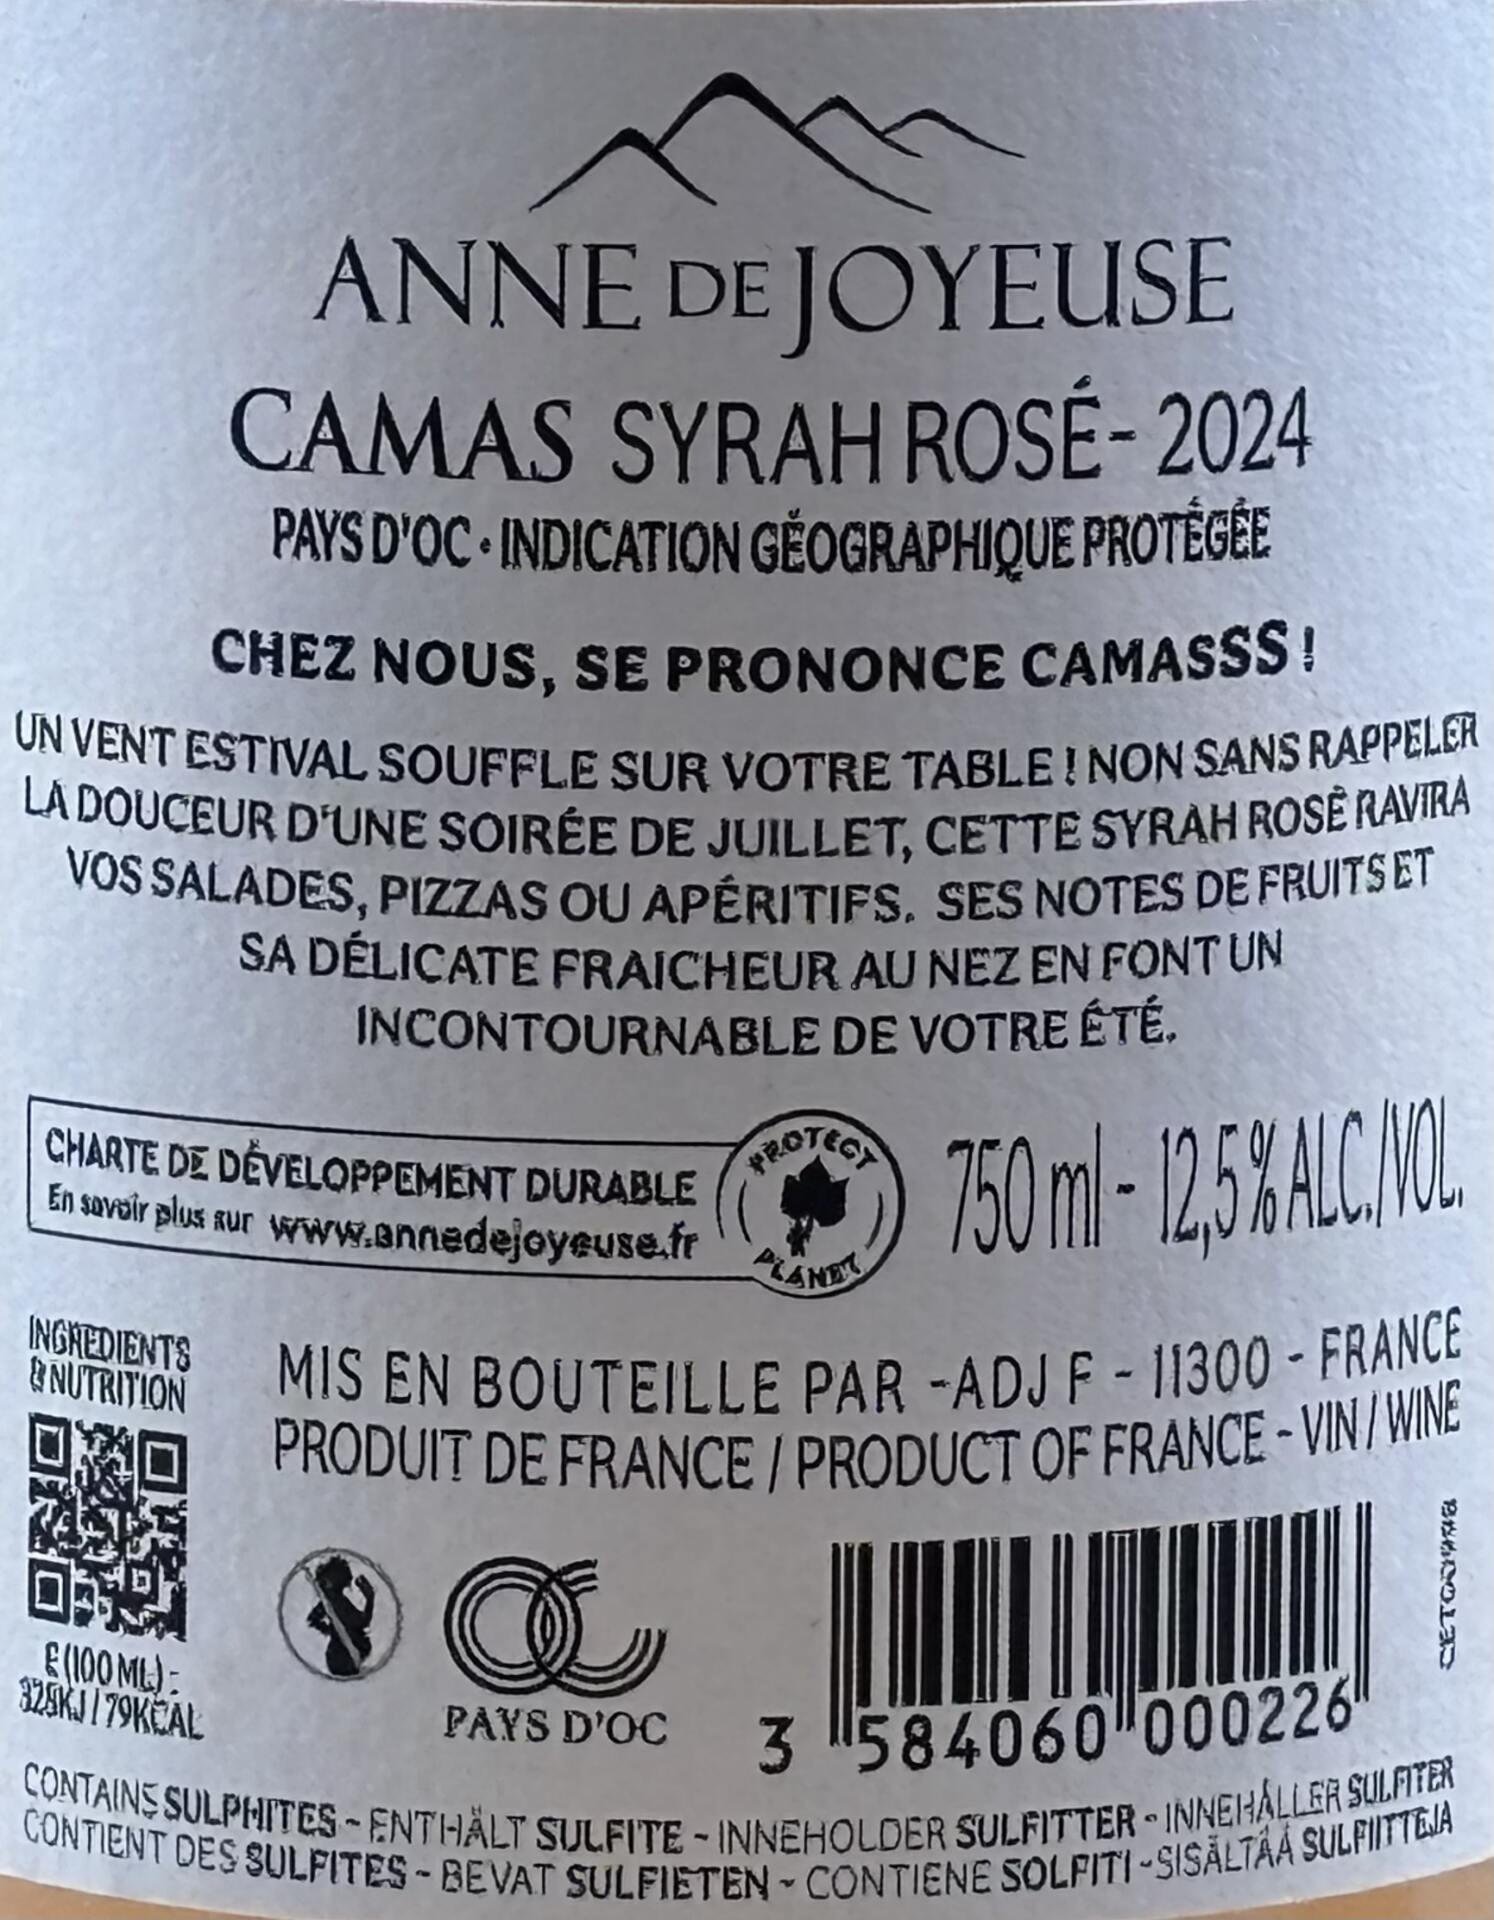 ANNE DE JOYEUSE
CAMAS SYRAH ROSÉ - 2024
PAYS D'OC • INDICATION GÉOGRAPHIQUE PROTÉGÉE
CHEZ NOUS, SE PRONONCE CAMASSS !
UN VENT ESTIVAL SOUFFLE SUR VOTRE TABLE ! NON SANS RAPPELER
LA DOUCEUR D'UNE SOIRÉE DE JUILLET, CETTE SYRAH ROSÉ RAVIRA
VOS SALADES, PIZZAS OU APÉRITIFS. SES NOTES DE FRUITS ET
SA DÉLICATE FRAICHEUR AU NEZ EN FONT UN
INCONTOURNABLE DE VOTRE ÉTÉ.
CHARTE DE DÉVELOPPEMENT DURABLE
En savoir plus sur www.annedejoyeuse.fr
PROTECT
PLANET
750 ml - 12,5 % ALC./VOL.
INGREDIENTS
& NUTRITION
MIS EN BOUTEILLE PAR -ADJ F - 11300 - FRANCE
PRODUIT DE FRANCE / PRODUCT OF FRANCE - VIN / WINE
E (100 ML) :
328KJ / 79KCAL
PAYS D'OC
3 584060 000226
CONTAINS SULPHITES - ENTHÄLT SULFITE - INNEHOLDER SULFITTER - INNEHÅLLER SULFITER
CONTIENT DES SULFITES - BEVAT SULFIETEN - CONTIENE SOLFITI - SISÄLTÄÄ SULFIITTEJA